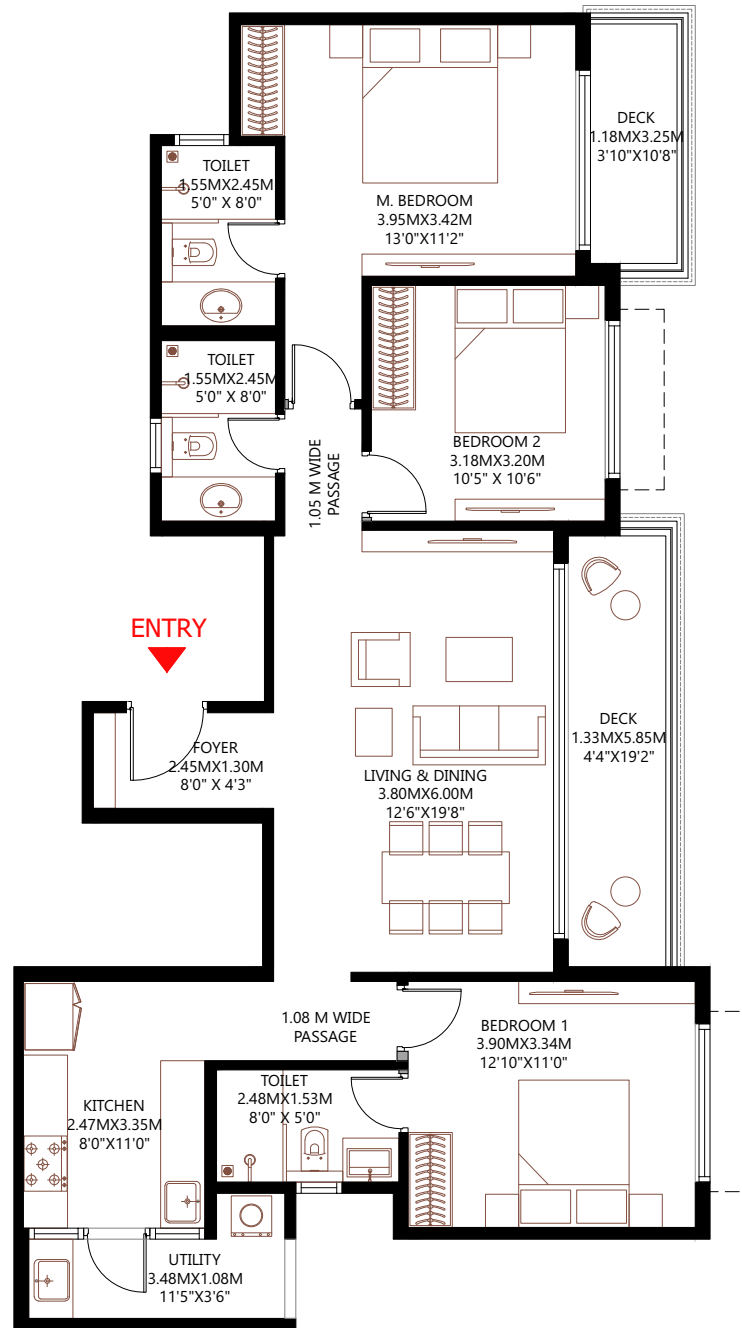 DECK
1.18MX3.25M
3'10"X10'8"
TOILET
1.55MX2.45M
5'0" X 8'0"
M. BEDROOM
3.95MX3.42M
13'0"X11'2"
TOILET
1.55MX2.45M
5'0" X 8'0"
BEDROOM 2
3.18MX3.20M
10'5" X 10'6"
1.05 M WIDE
PASSAGE
ENTRY
FOYER
2.45MX1.30M
8'0" X 4'3"
LIVING & DINING
3.80MX6.00M
12'6"X19'8"
DECK
1.33MX5.85M
4'4"X19'2"
1.08 M WIDE
PASSAGE
BEDROOM 1
3.90MX3.34M
12'10"X11'0"
TOILET
2.48MX1.53M
8'0" X 5'0"
KITCHEN
2.47MX3.35M
8'0"X11'0"
UTILITY
3.48MX1.08M
11'5"X3'6"